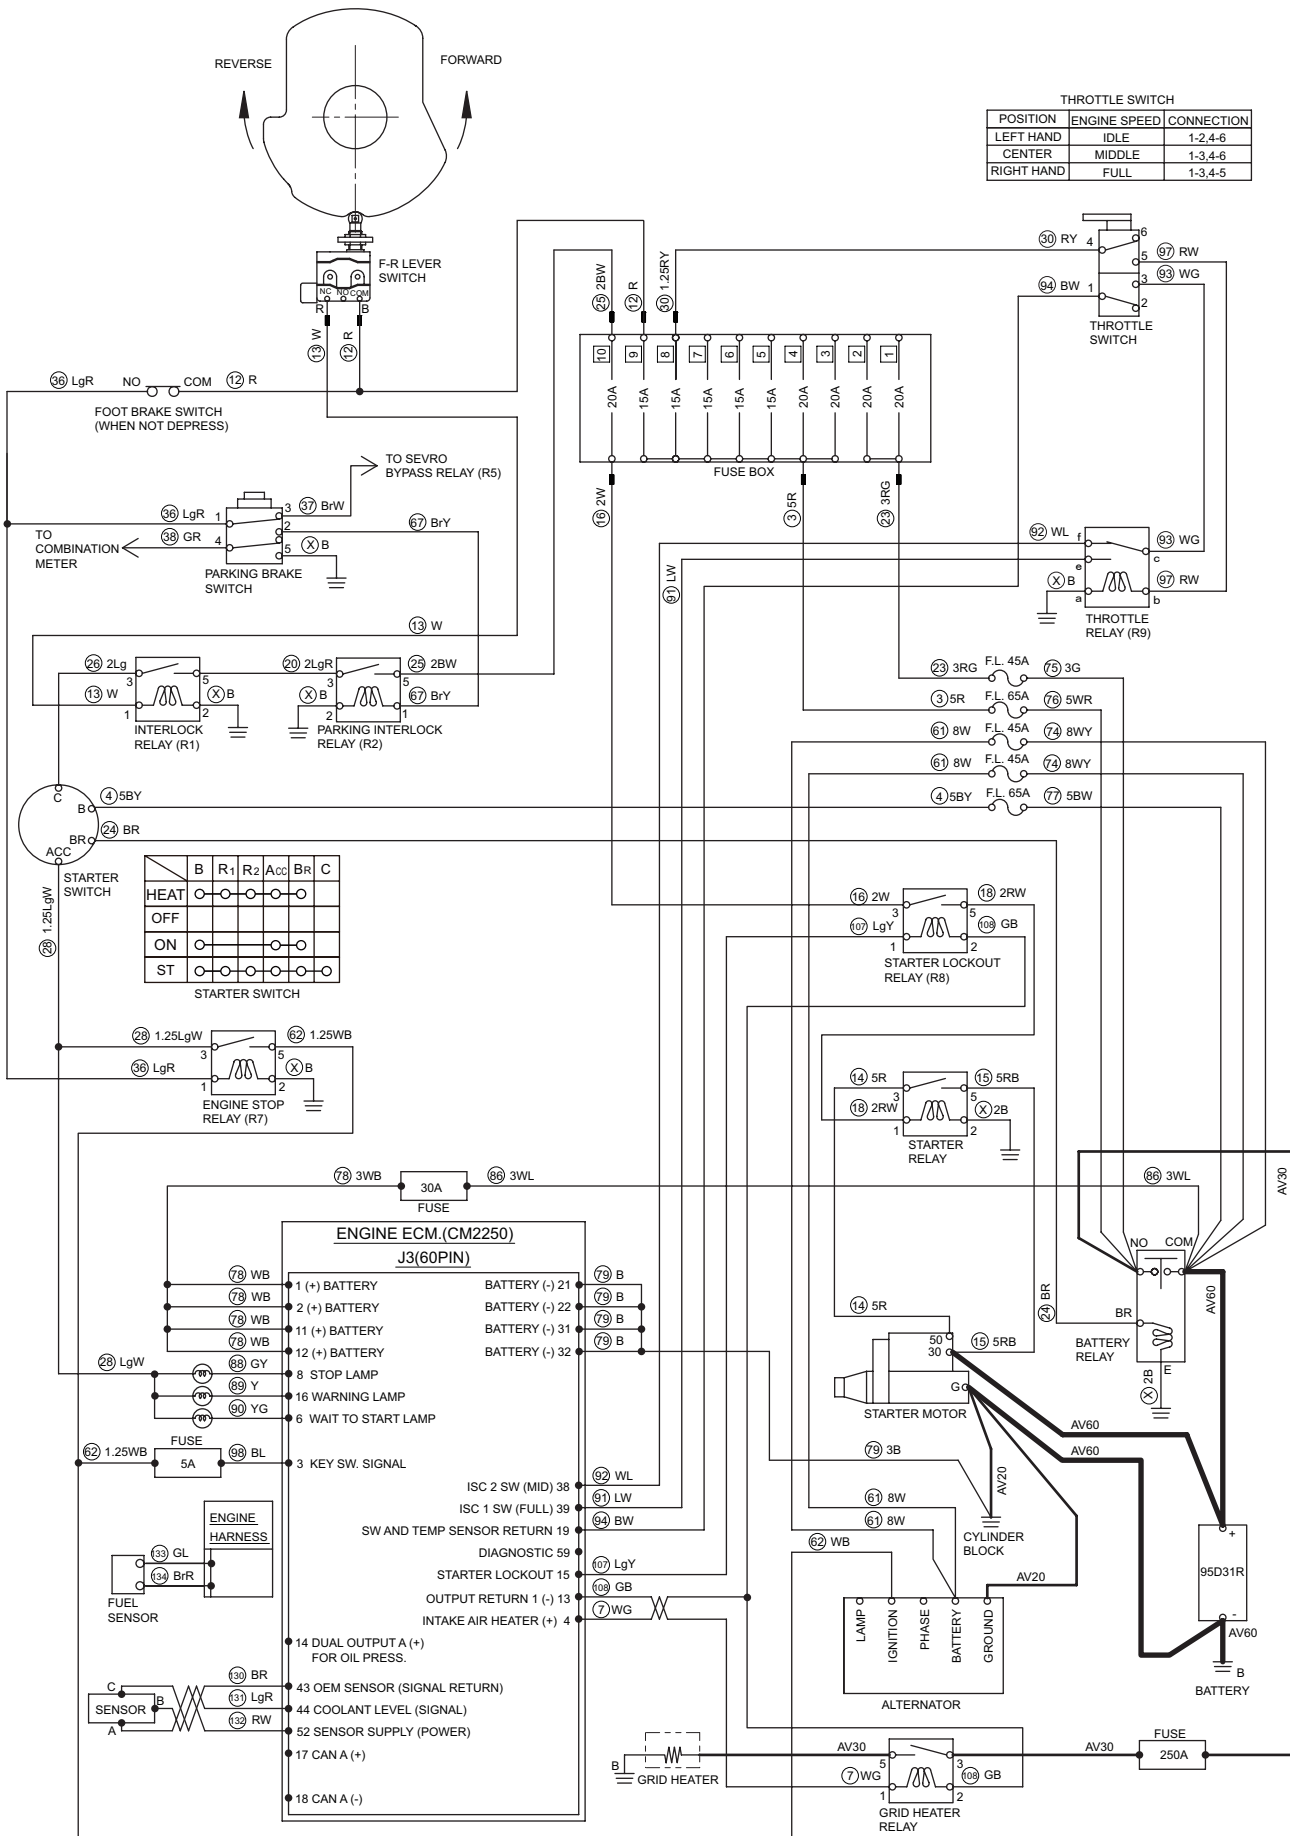 REVERSE
FORWARD
THROTTLE SWITCH
POSITION ENGINE SPEED CONNECTION
LEFT HAND IDLE 1-2,4-6
CENTER MIDDLE 1-3,4-6
RIGHT HAND FULL 1-3,4-5
F-R LEVER
SWITCH
NC NO COM
R B
13 W
12 R
25 2BW
12 R
30 1.25RY
30 RY 4
6
5
97 RW
93 WG
94 BW 1
3
2
THROTTLE
SWITCH
36 LgR NO COM 12 R
FOOT BRAKE SWITCH
(WHEN NOT DEPRESS)
10 9 8 7 6 5 4 3 2 1
20A 15A 15A 15A 15A 15A 20A 20A 20A 20A
FUSE BOX
TO SEVRO
BYPASS RELAY (R5)
16 2W
3 5R
23 3RG
36 LgR 1
3 37 BrW
2 67 BrY
TO
COMBINATION
METER
38 GR 4
5 X B
PARKING BRAKE
SWITCH
92 WL f
93 WG
c
e
91 LW
X B
a
97 RW
b
THROTTLE
RELAY (R9)
13 W
26 2Lg
3 5
20 2LgR
3 5
25 2BW
13 W
1 2
X B
X B
2 1
67 BrY
INTERLOCK
RELAY (R1)
PARKING INTERLOCK
RELAY (R2)
23 3RG F.L. 45A 75 3G
3 5R F.L. 65A 76 5WR
61 8W F.L. 45A 74 8WY
61 8W F.L. 45A 74 8WY
4 5BY F.L. 65A 77 5BW
C
B 4 5BY
BR 24 BR
ACC
STARTER
SWITCH
28 1.25LgW
B R1 R2 ACC BR C
HEAT
OFF
ON
ST
STARTER SWITCH
16 2W 18 2RW
3 5
107 LgY 108 GB
1 2
STARTER LOCKOUT
RELAY (R8)
28 1.25LgW 62 1.25WB
3 5
36 LgR X B
1 2
ENGINE STOP
RELAY (R7)
14 5R 15 5RB
3 5
18 2RW X 2B
1 2
STARTER
RELAY
78 3WB 30A 86 3WL
FUSE
86 3WL
AV30
ENGINE ECM.(CM2250)
J3(60PIN)
NO COM
78 WB 1 (+) BATTERY BATTERY (-) 21 79 B
78 WB 2 (+) BATTERY BATTERY (-) 22 79 B
78 WB 11 (+) BATTERY BATTERY (-) 31 79 B
78 WB 12 (+) BATTERY BATTERY (-) 32 79 B
14 5R
50
30 15 5RB
G
STARTER MOTOR
24 BR
BR
AV60
BATTERY
RELAY
E
X 2B
28 LgW 88 GY 8 STOP LAMP
89 Y 16 WARNING LAMP
90 YG 6 WAIT TO START LAMP
AV60
AV60
FUSE
62 1.25WB 5A 98 BL 3 KEY SW. SIGNAL
79 3B
AV20
ISC 2 SW (MID) 38 92 WL
ISC 1 SW (FULL) 39 91 LW
SW AND TEMP SENSOR RETURN 19 94 BW
DIAGNOSTIC 59
STARTER LOCKOUT 15 107 LgY
OUTPUT RETURN 1 (-) 13 108 GB
INTAKE AIR HEATER (+) 4 7 WG
61 8W
61 8W
62 WB
CYLINDER
BLOCK
AV20
+
95D31R
-
AV60
B
BATTERY
ENGINE
HARNESS
133 GL
134 BrR
FUEL
SENSOR
LAMP
IGNITION
PHASE
BATTERY
GROUND
ALTERNATOR
14 DUAL OUTPUT A (+)
FOR OIL PRESS.
C
SENSOR B
A
130 BR 43 OEM SENSOR (SIGNAL RETURN)
131 LgR 44 COOLANT LEVEL (SIGNAL)
132 RW 52 SENSOR SUPPLY (POWER)
17 CAN A (+)
18 CAN A (-)
B
GRID HEATER
AV30
5 3
7 WG 108 GB
1 2
GRID HEATER
RELAY
AV30
FUSE
250A